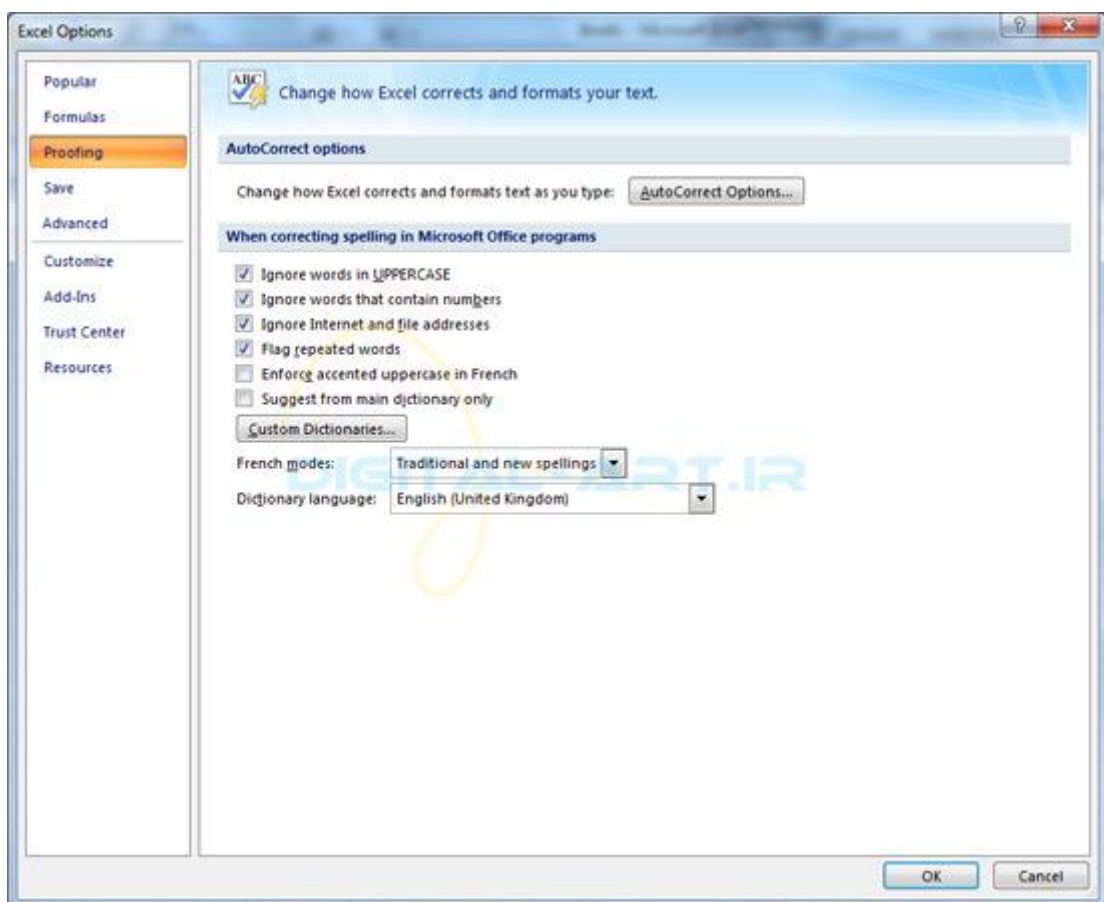 Excel Options
Popular
Formulas
Proofing
Save
Advanced
Customize
Add-Ins
Trust Center
Resources
ABC
Change how Excel corrects and formats your text.
AutoCorrect options
Change how Excel corrects and formats text as you type: AutoCorrect Options...
When correcting spelling in Microsoft Office programs
Ignore words in UPPERCASE
Ignore words that contain numbers
Ignore Internet and file addresses
Flag repeated words
Enforce accented uppercase in French
Suggest from main dictionary only
Custom Dictionaries...
French modes: Traditional and new spellings
DIGITAL-ART.IR
Dictionary language: English (United Kingdom)
OK Cancel